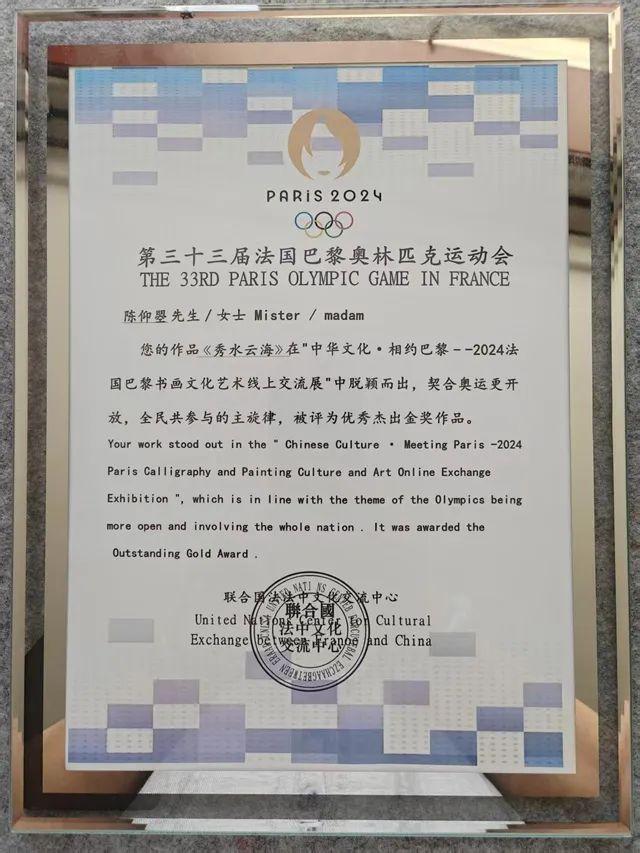 PARIS 2024
第三十三届法国巴黎奥林匹克运动会
THE 33RD PARIS OLYMPIC GAME IN FRANCE
陈仰曌先生/女士 Mister / madam
您的作品《秀水云海》在"中华文化·相约巴黎--2024法
国巴黎书画文化艺术线上交流展"中脱颖而出，契合奥运更开
放，全民共参与的主旋律，被评为优秀杰出金奖作品。
Your work stood out in the " Chinese Culture · Meeting Paris -2024
Paris Calligraphy and Painting Culture and Art Online Exchange
Exhibition ", which is in line with the theme of the Olympics being
more open and involving the whole nation . It was awarded the
Outstanding Gold Award .
联合国法中文化交流中心
United Nations Center for Cultural
Exchange between France and China
聯合國
法中文化
交流中心